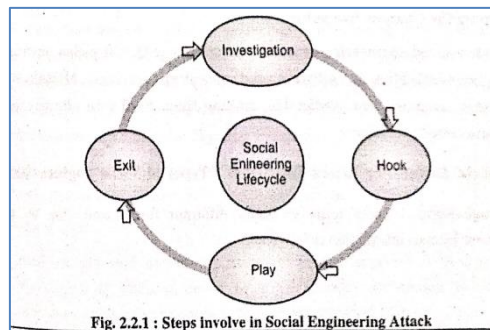 Investigation
Social
Enineering
Lifecycle
Exit
Hook
Play
Fig. 2.2.1 : Steps involve in Social Engineering Attack